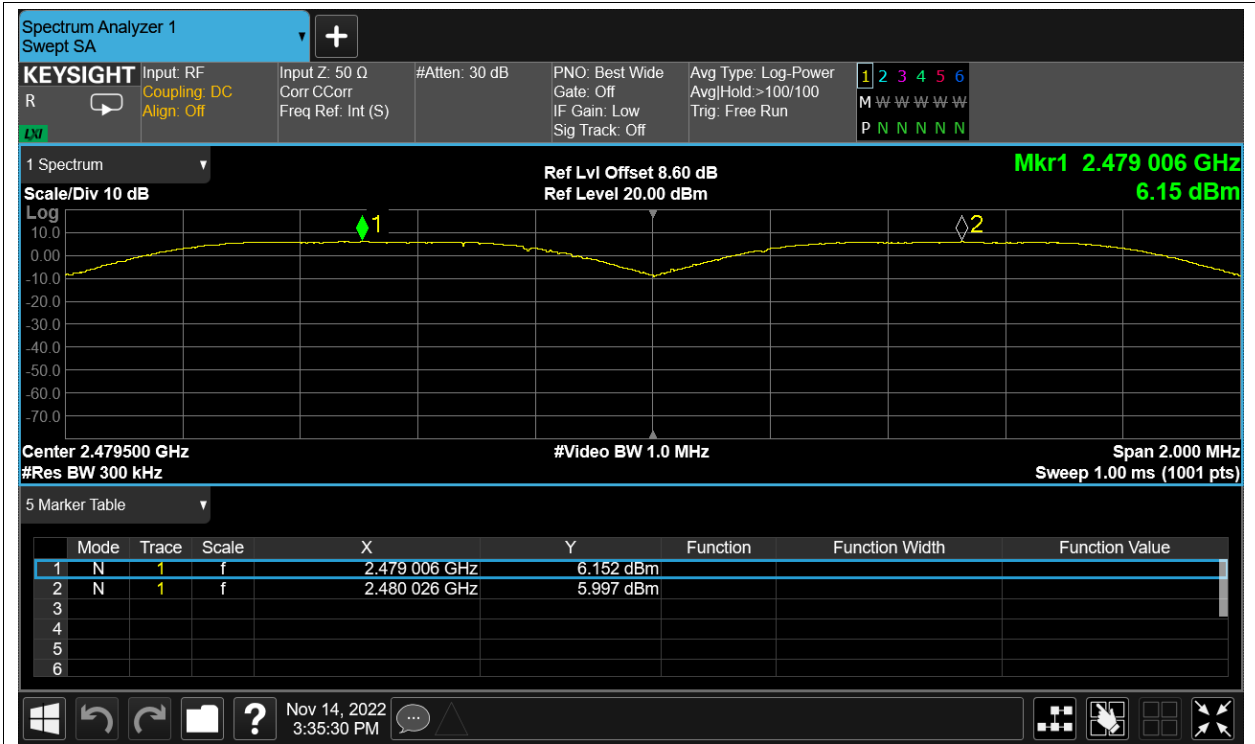 Spectrum Analyzer 1
Swept SA
+
KEYSIGHT
R
LXI
Input: RF
Coupling: DC
Align: Off
Input Z: 50 Ω
Corr CCorr
Freq Ref: Int (S)
#Atten: 30 dB
PNO: Best Wide
Gate: Off
IF Gain: Low
Sig Track: Off
Avg Type: Log-Power
Avg|Hold:>100/100
Trig: Free Run
1 2 3 4 5 6
M W W W W W
P N N N N N
1 Spectrum
Scale/Div 10 dB
Ref Lvl Offset 8.60 dB
Ref Level 20.00 dBm
Mkr1 2.479 006 GHz
6.15 dBm
Log
10.0
0.00
-10.0
-20.0
-30.0
-40.0
-50.0
-60.0
-70.0
1
2
Center 2.479500 GHz
#Video BW 1.0 MHz
Span 2.000 MHz
#Res BW 300 kHz
Sweep 1.00 ms (1001 pts)
5 Marker Table
Mode Trace Scale X Y Function Function Width Function Value
1 N 1 f 2.479 006 GHz 6.152 dBm
2 N 1 f 2.480 026 GHz 5.997 dBm
3
4
5
6
?
Nov 14, 2022
3:35:30 PM